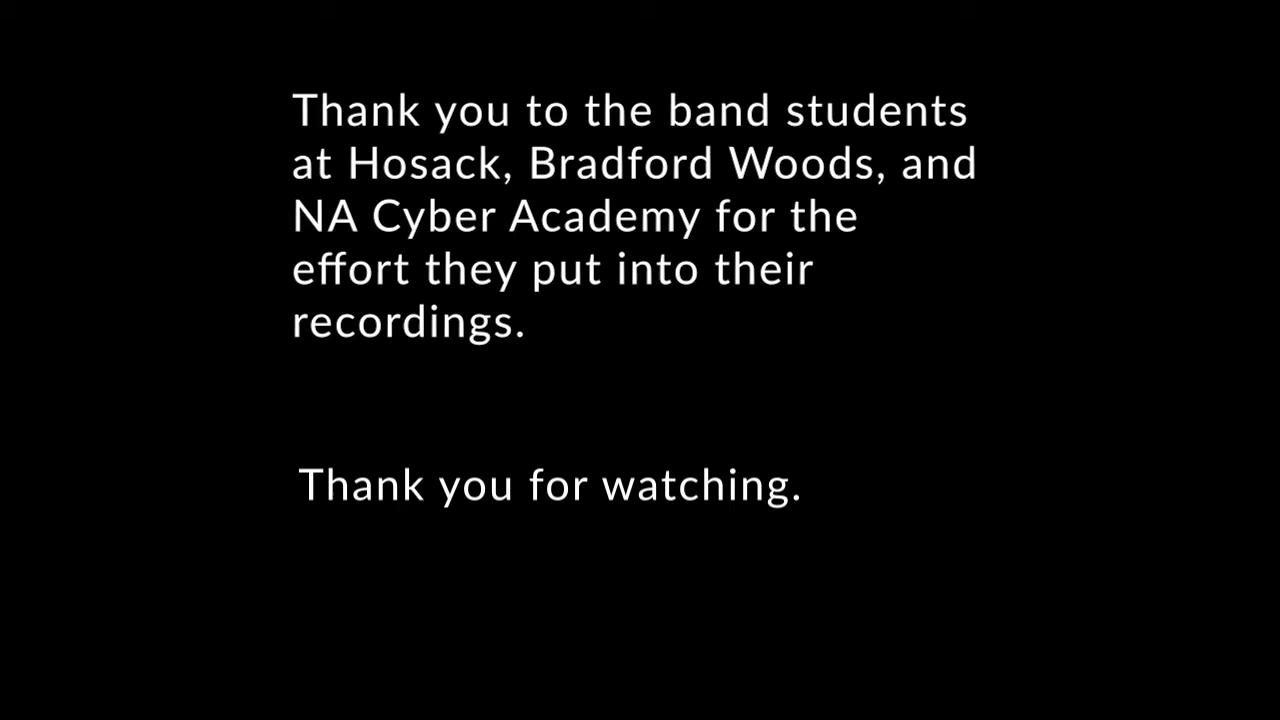 Thank you to the band students
at Hosack, Bradford Woods, and
NA Cyber Academy for the
effort they put into their
recordings.
Thank you for watching.